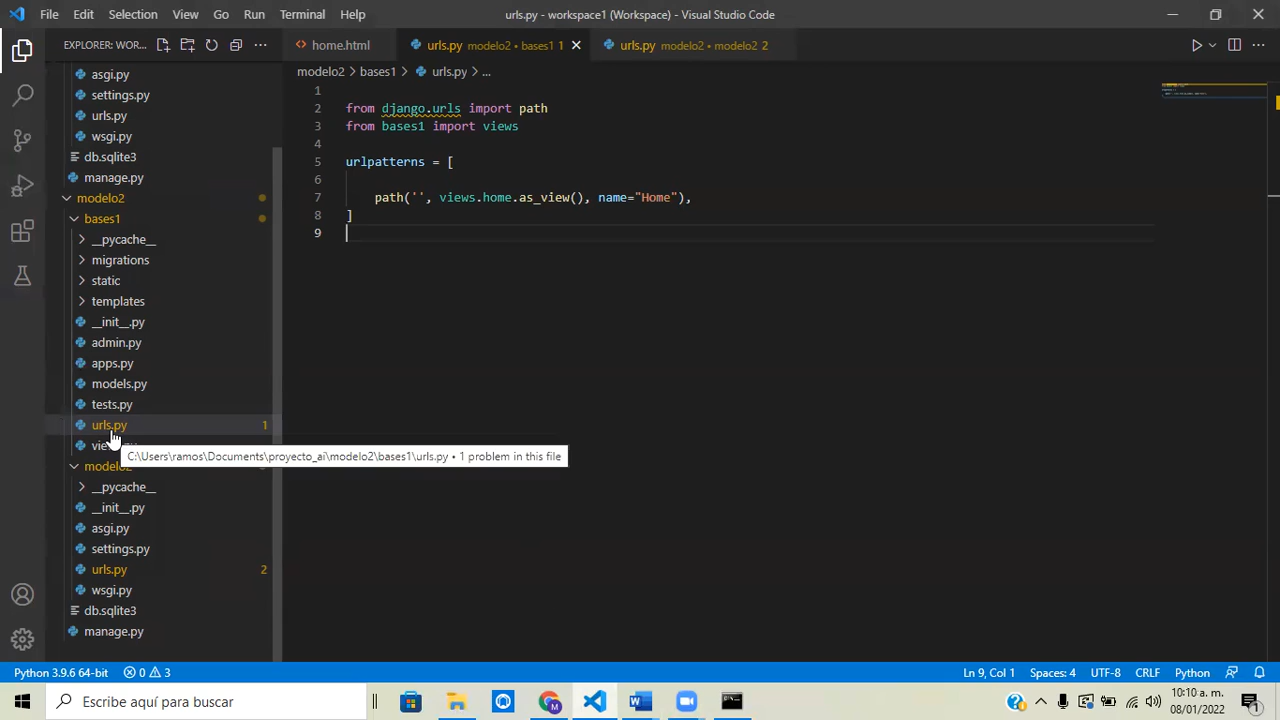 File Edit Selection View Go Run Terminal Help
urls.py - workspace1 (Workspace) - Visual Studio Code
EXPLORER: WOR...
home.html
urls.py modelo2 • bases1 1
urls.py modelo2 • modelo2 2
modelo2 > bases1 > urls.py > ...
asgi.py
settings.py
urls.py
wsgi.py
db.sqlite3
manage.py
modelo2
bases1
__pycache__
migrations
static
templates
__init__.py
admin.py
apps.py
models.py
tests.py
urls.py 1
C:\Users\ramos\Documents\proyecto_ai\modelo2\bases1\urls.py • 1 problem in this file
modelo2
__pycache__
__init__.py
asgi.py
settings.py
urls.py 2
wsgi.py
db.sqlite3
manage.py
1
2 from django.urls import path
3 from bases1 import views
4
5 urlpatterns = [
6
7 path('', views.home.as_view(), name="Home"),
8 ]
9
Python 3.9.6 64-bit 0 3
Ln 9, Col 1 Spaces: 4 UTF-8 CRLF Python
Escribe aquí para buscar
10:10 a. m.
08/01/2022
1